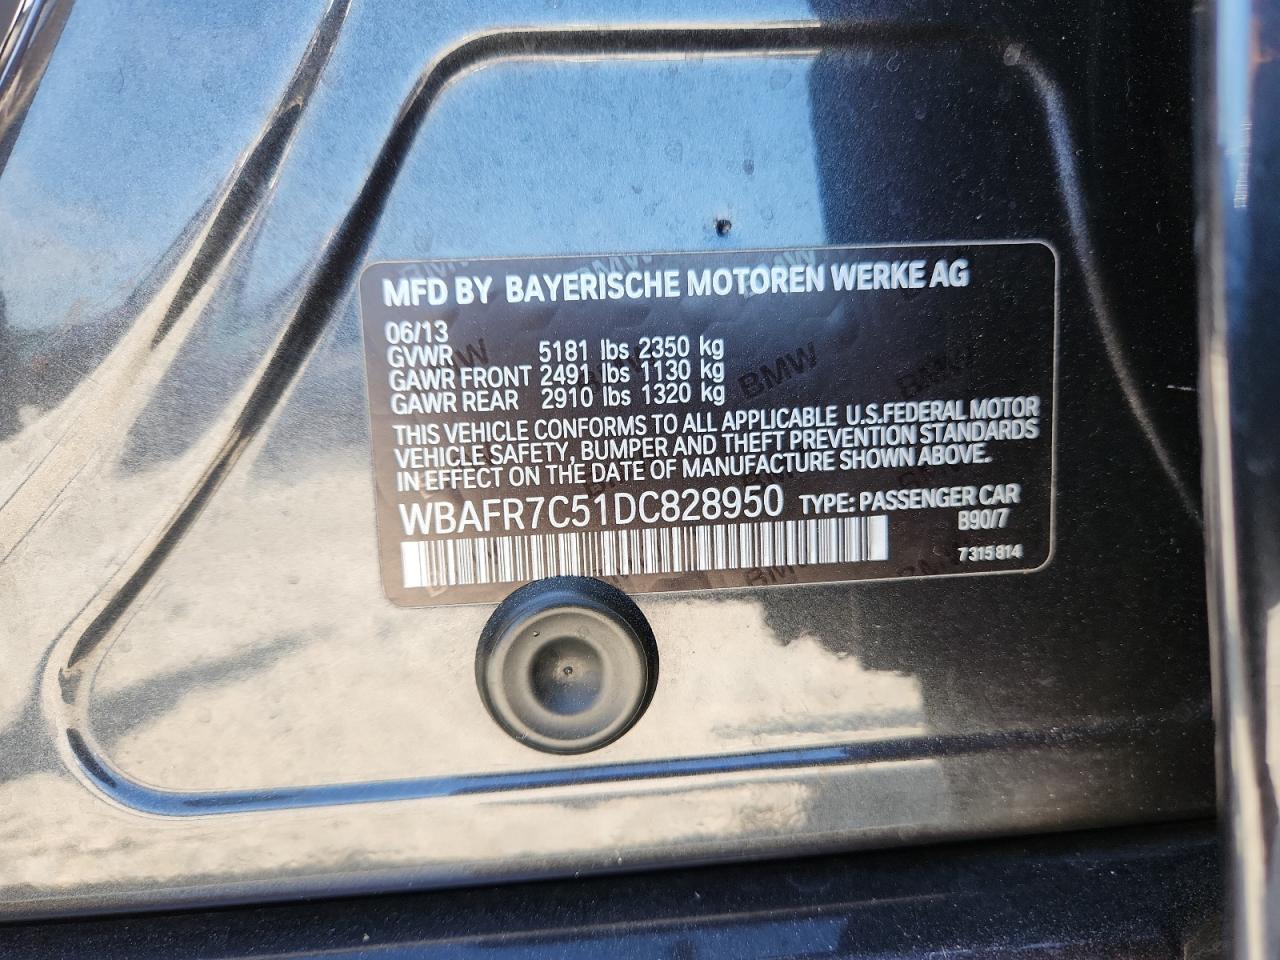 MFD BY BAYERISCHE MOTOREN WERKE AG
06/13
GVWR 5181 lbs 2350 kg
GAWR FRONT 2491 lbs 1130 kg
GAWR REAR 2910 lbs 1320 kg
THIS VEHICLE CONFORMS TO ALL APPLICABLE U.S.FEDERAL MOTOR
VEHICLE SAFETY, BUMPER AND THEFT PREVENTION STANDARDS
IN EFFECT ON THE DATE OF MANUFACTURE SHOWN ABOVE.
WBAFR7C51DC828950 TYPE: PASSENGER CAR
B90/7
7315814